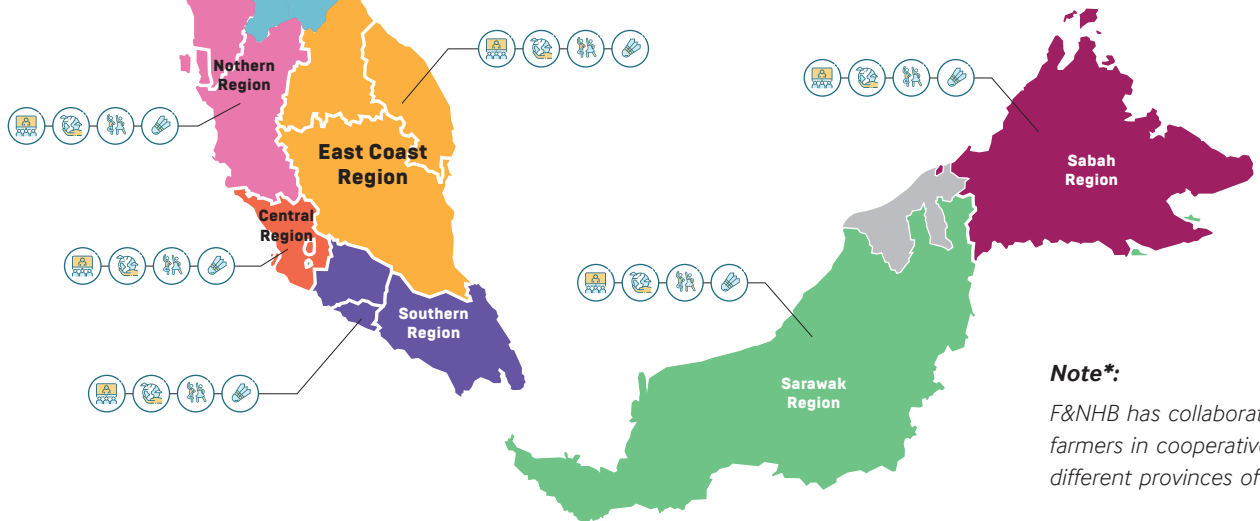 Nothern
Region
East Coast
Region
Central
Region
Southern
Region
Sabah
Region
Sarawak
Region
Note*:
F&NHB has collaborat
farmers in cooperative
different provinces of